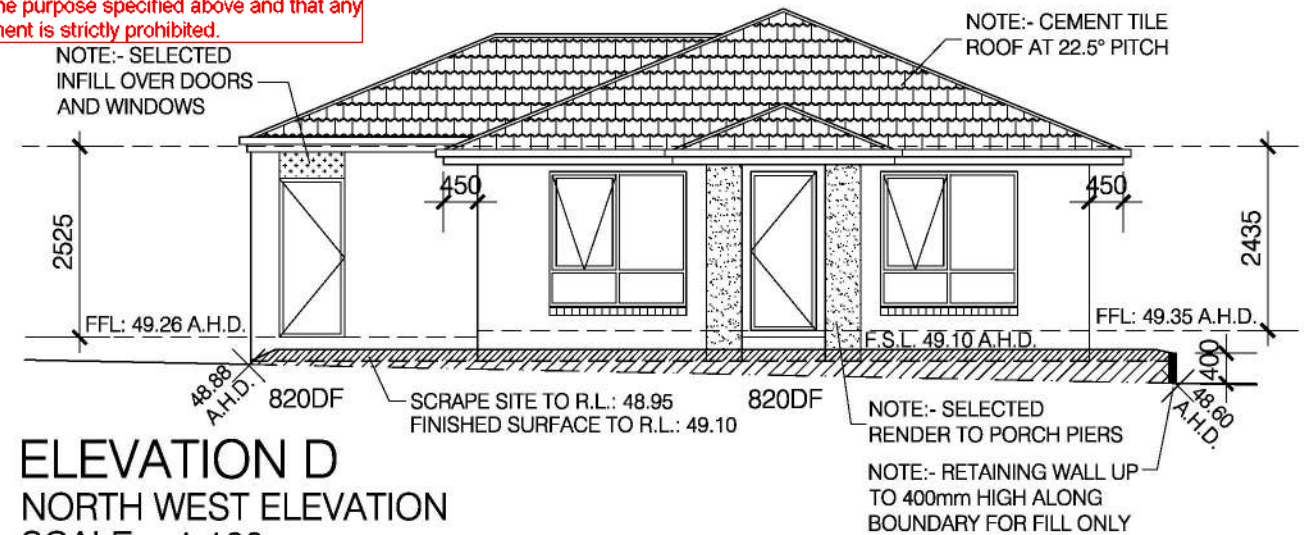 he purpose specified above and that any
ment is strictly prohibited.
NOTE:- SELECTED
INFILL OVER DOORS
AND WINDOWS
NOTE:- CEMENT TILE
ROOF AT 22.5° PITCH
450
450
2525
2435
FFL: 49.26 A.H.D.
FFL: 49.35 A.H.D.
F.S.L. 49.10 A.H.D.
400
48.88
A.H.D.
48.60
A.H.D.
820DF
820DF
SCRAPE SITE TO R.L.: 48.95
FINISHED SURFACE TO R.L.: 49.10
NOTE:- SELECTED
RENDER TO PORCH PIERS
NOTE:- RETAINING WALL UP
TO 400mm HIGH ALONG
BOUNDARY FOR FILL ONLY
ELEVATION D
NORTH WEST ELEVATION